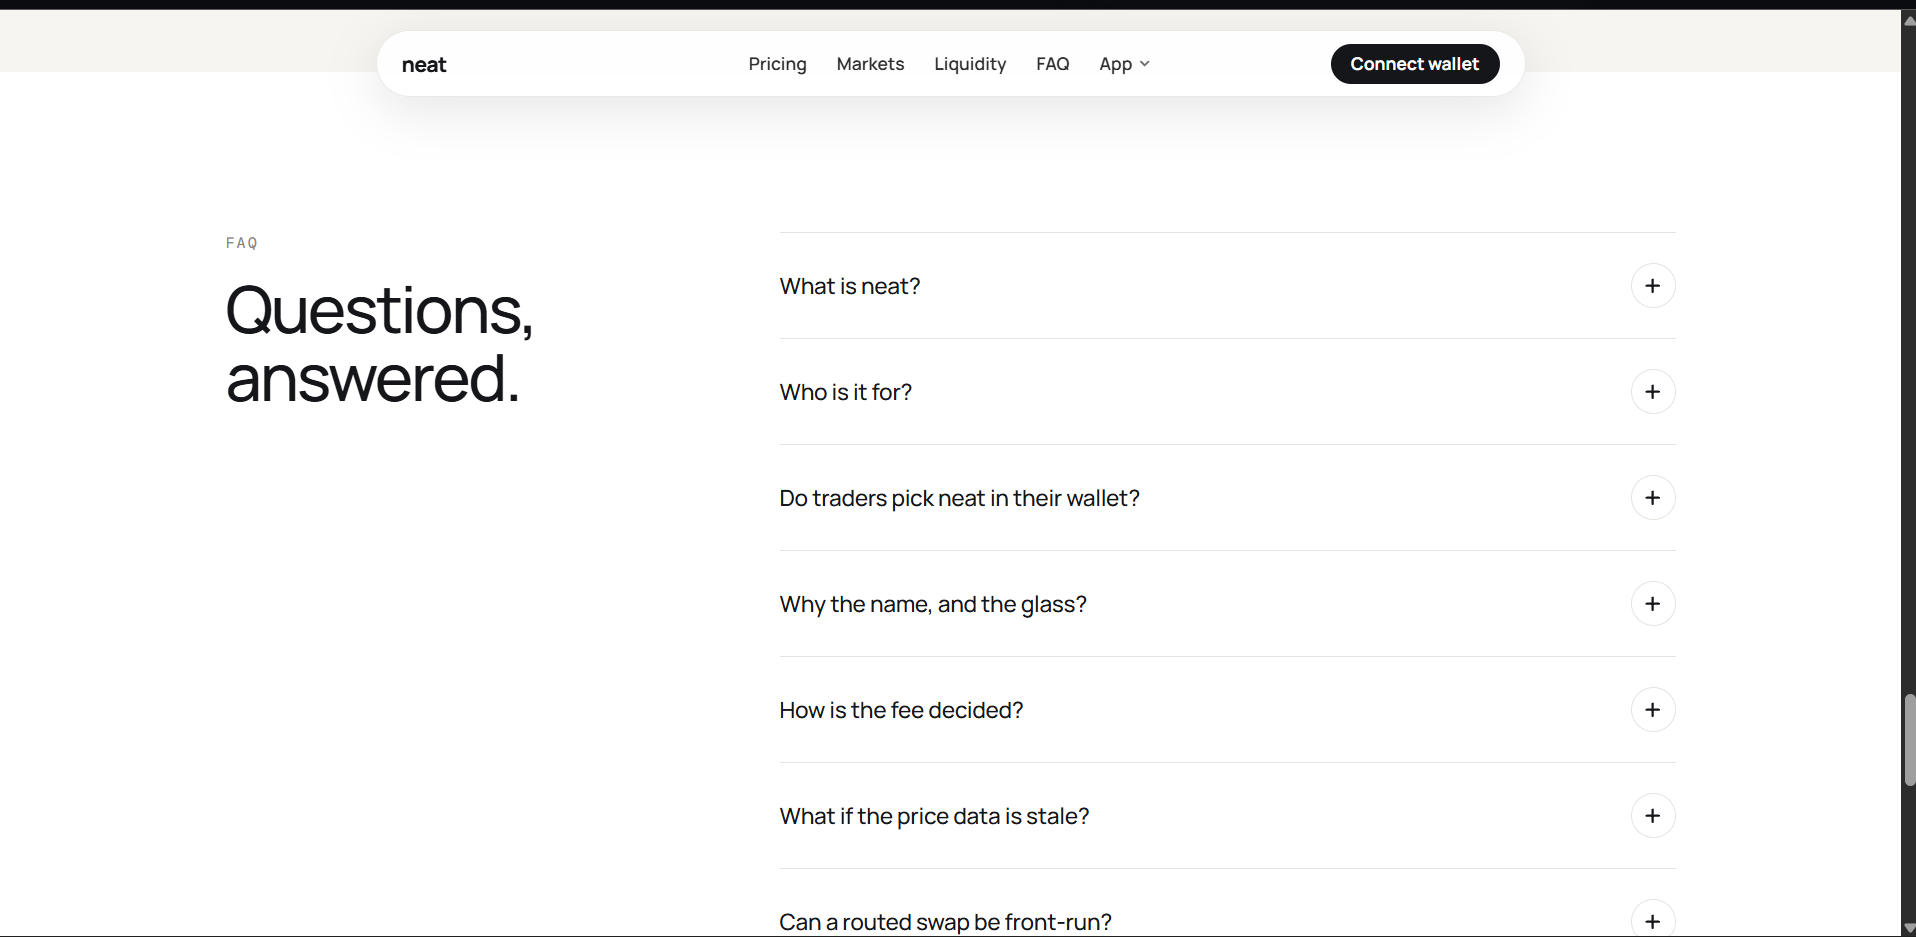 neat
Pricing
Markets
Liquidity
FAQ
App
Connect wallet
FAQ
Questions,
answered.
What is neat?
Who is it for?
Do traders pick neat in their wallet?
Why the name, and the glass?
How is the fee decided?
What if the price data is stale?
Can a routed swap be front-run?